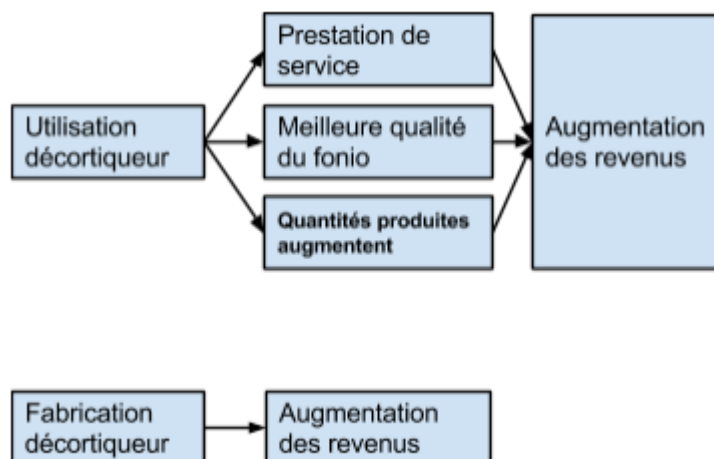 Prestation de
service
Utilisation
décortiqueur
Meilleure qualité
du fonio
Augmentation
des revenus
Quantités produites
augmentent
Fabrication
décortiqueur
Augmentation
des revenus